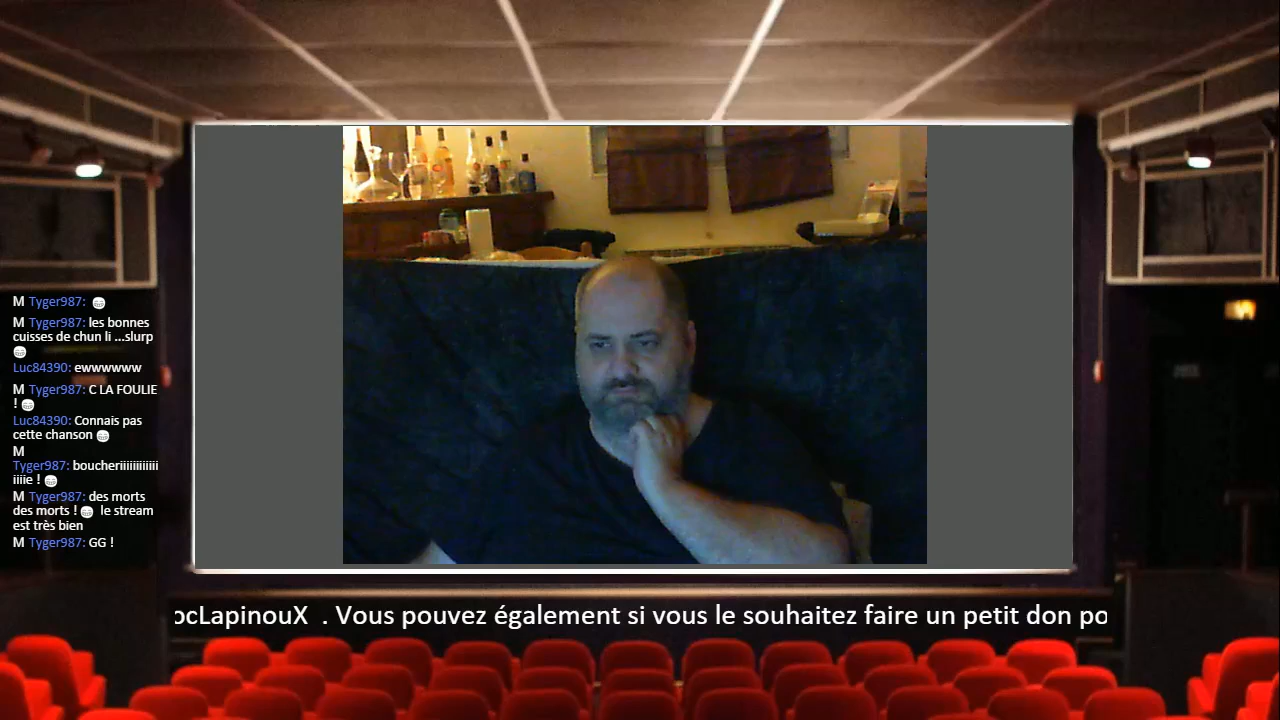 M Tyger987:
M Tyger987: les bonnes
cuisses de chun li ...slurp
Luc84390: ewwwwww
M Tyger987: C LA FOULIE
!
Luc84390: Connais pas
cette chanson
M
Tyger987: boucheriiiiiiiiiiii
iiiie !
M Tyger987: des morts
des morts ! le stream
est très bien
M Tyger987: GG !
ocLapinouX . Vous pouvez également si vous le souhaitez faire un petit don po